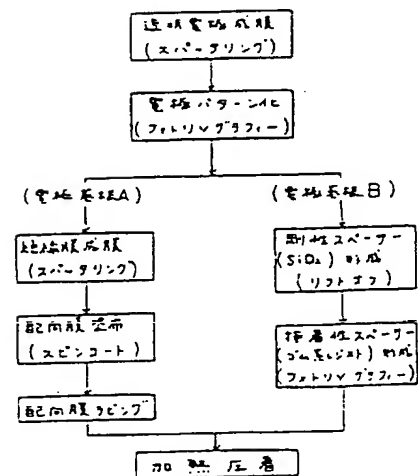 透明電極成膜
(スパータリング)
電極パターン化
(フォトリソグラフィー)
(電極基板A)
(電極基板B)
絶縁膜成膜
(スパータリング)
剛性スペーサー
(SiO₂)形成
(リフトオフ)
配向膜塗布
(スピンコート)
接着性スペーサー
(ゴム系レジスト)形成
(フォトリソグラフィー)
配向膜ラビング
加熱圧着